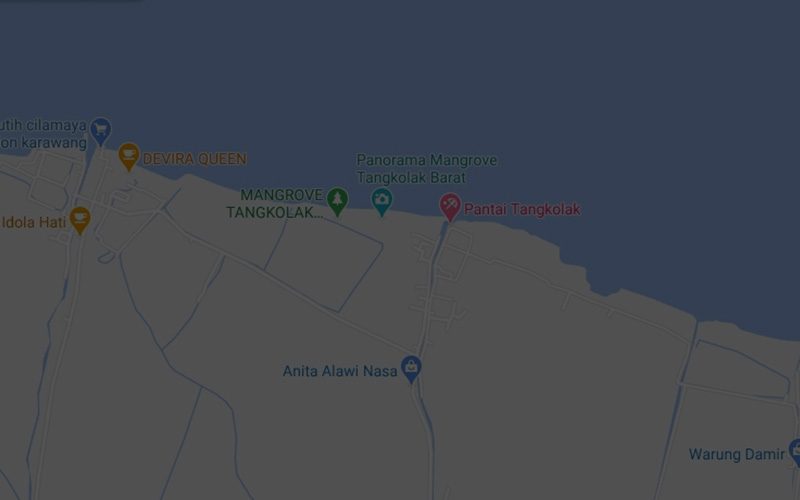 utih cilamaya
on karawang
DEVIRA QUEEN
Panorama Mangrove
Tangkolak Barat
MANGROVE
TANGKOLAK...
Pantai Tangkolak
Idola Hati
Anita Alawi Nasa
Warung Damir